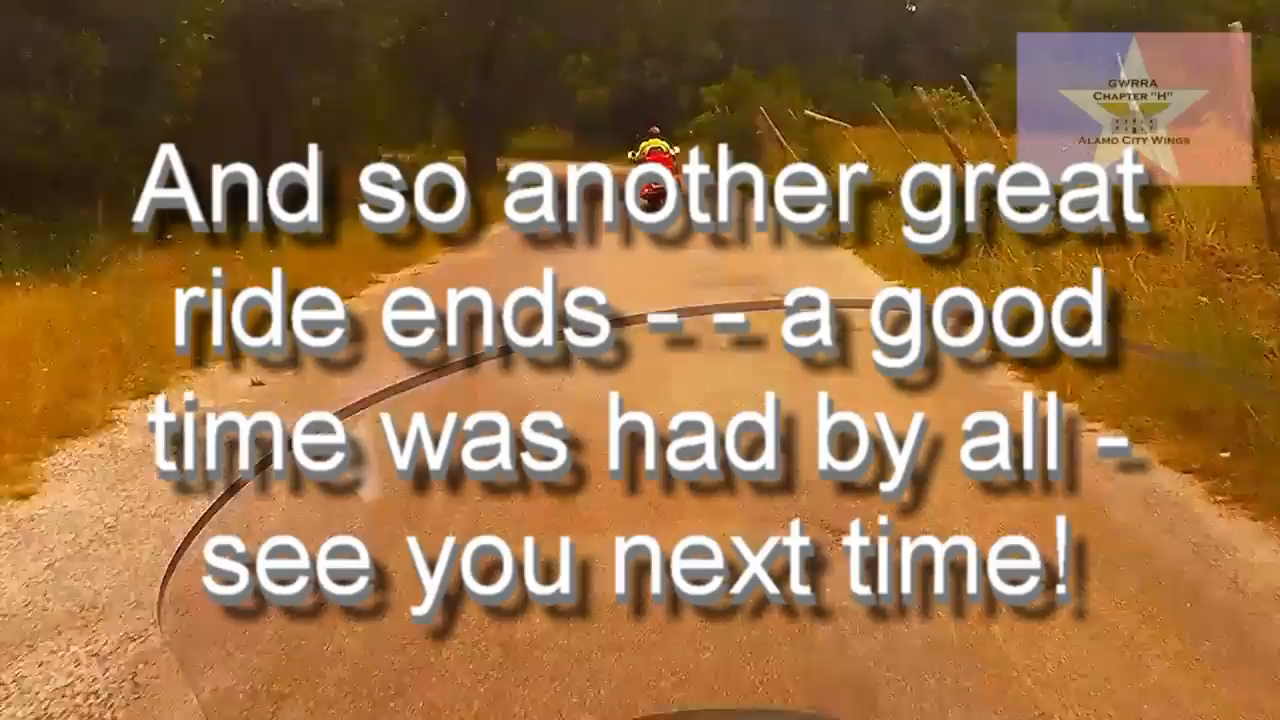 GWRRA
CHAPTER "H"
ALAMO CITY WINGS
And so another great
ride ends - - a good
time was had by all -
see you next time!